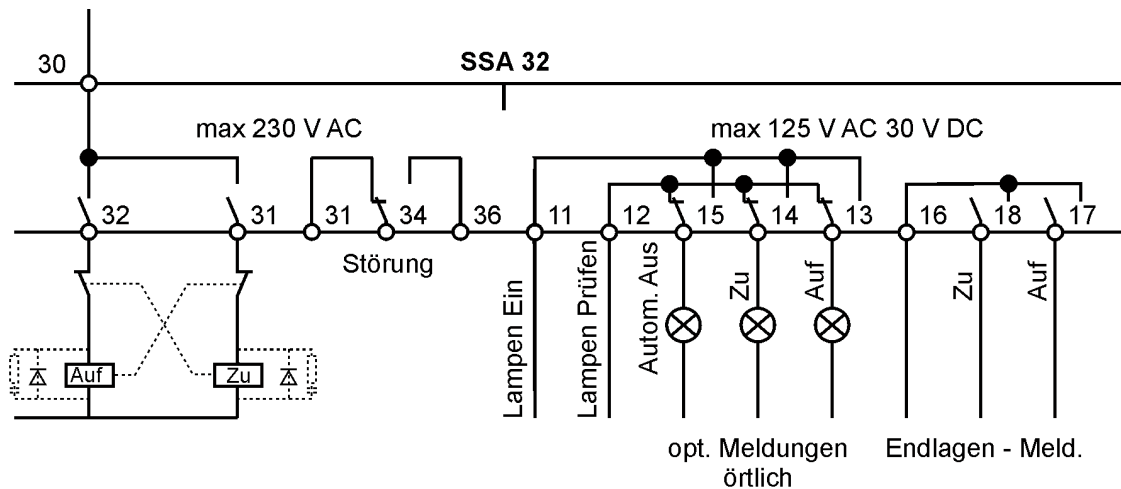 30
SSA 32
max 230 V AC
max 125 V AC 30 V DC
32
31
31
34
36
11
12
15
14
13
16
18
17
Störung
Lampen Ein
Lampen Prüfen
Autom. Aus
Zu
Auf
Zu
Auf
Auf
Zu
opt. Meldungen
örtlich
Endlagen - Meld.